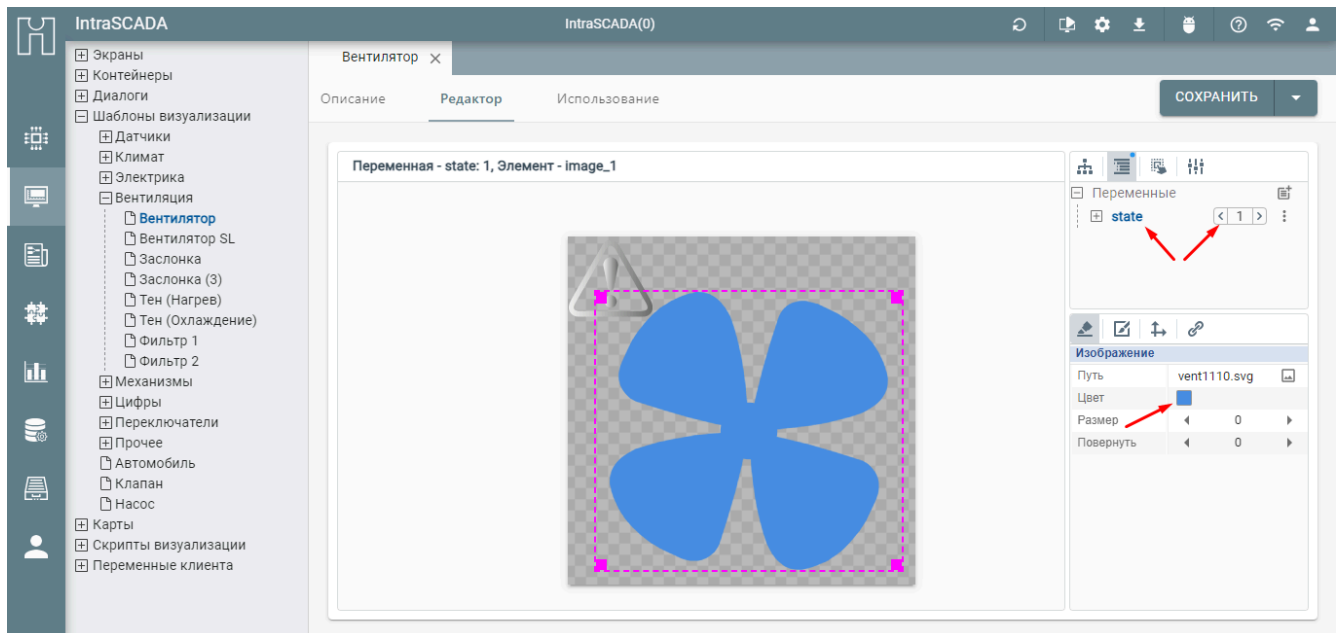 IntraSCADA
IntraSCADA(0)
Экраны
Контейнеры
Диалоги
Шаблоны визуализации
Датчики
Климат
Электрика
Вентиляция
Вентилятор
Вентилятор SL
Заслонка
Заслонка (3)
Тен (Нагрев)
Тен (Охлаждение)
Фильтр 1
Фильтр 2
Механизмы
Цифры
Переключатели
Прочее
Автомобиль
Клапан
Насос
Карты
Скрипты визуализации
Переменные клиента
Вентилятор
Описание Редактор Использование
СОХРАНИТЬ
Переменная - state: 1, Элемент - image_1
Переменные
state 1
Изображение
Путь vent1110.svg
Цвет
Размер 0
Повернуть 0